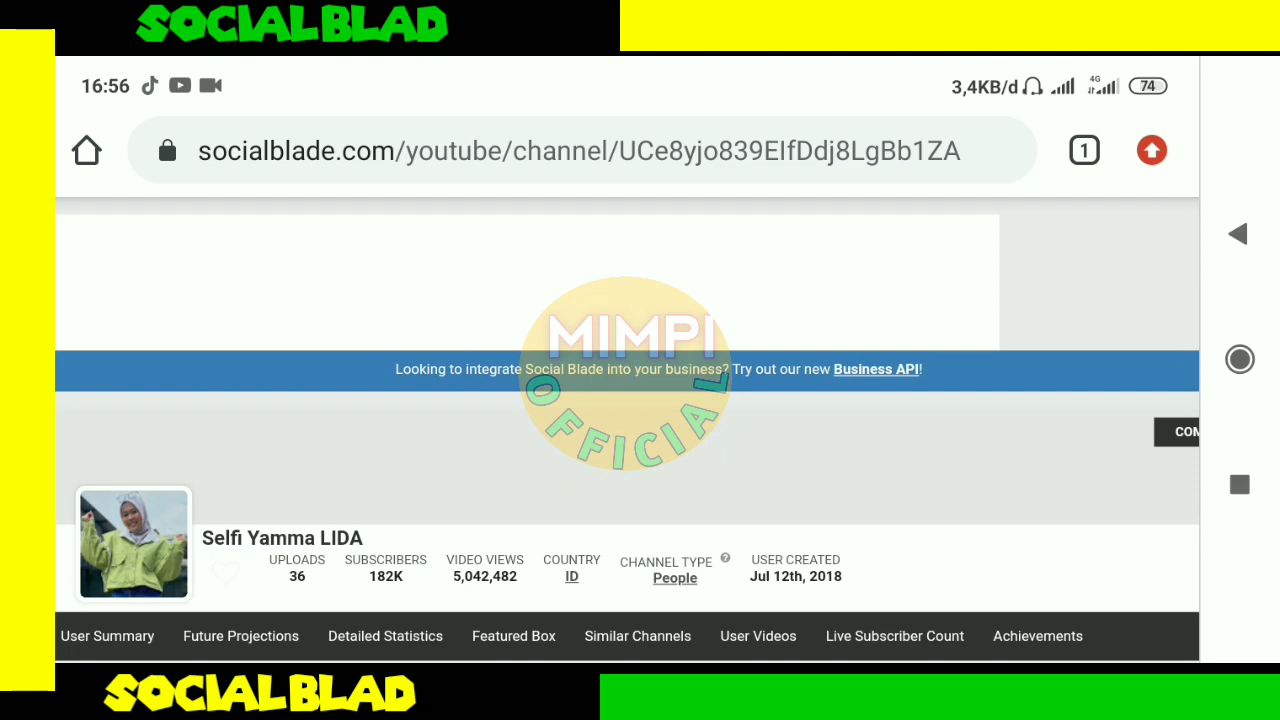 SOCIALBLAD
16:56
3,4KB/d
4G
74
socialblade.com/youtube/channel/UCe8yjo839EIfDdj8LgBb1ZA
1
MIMPI
Looking to integrate Social Blade into your business? Try out our new Business API!
OFFICIAL
COM
Selfi Yamma LIDA
UPLOADS SUBSCRIBERS VIDEO VIEWS COUNTRY CHANNEL TYPE ? USER CREATED
36 182K 5,042,482 ID People Jul 12th, 2018
User Summary Future Projections Detailed Statistics Featured Box Similar Channels User Videos Live Subscriber Count Achievements
SOCIALBLAD